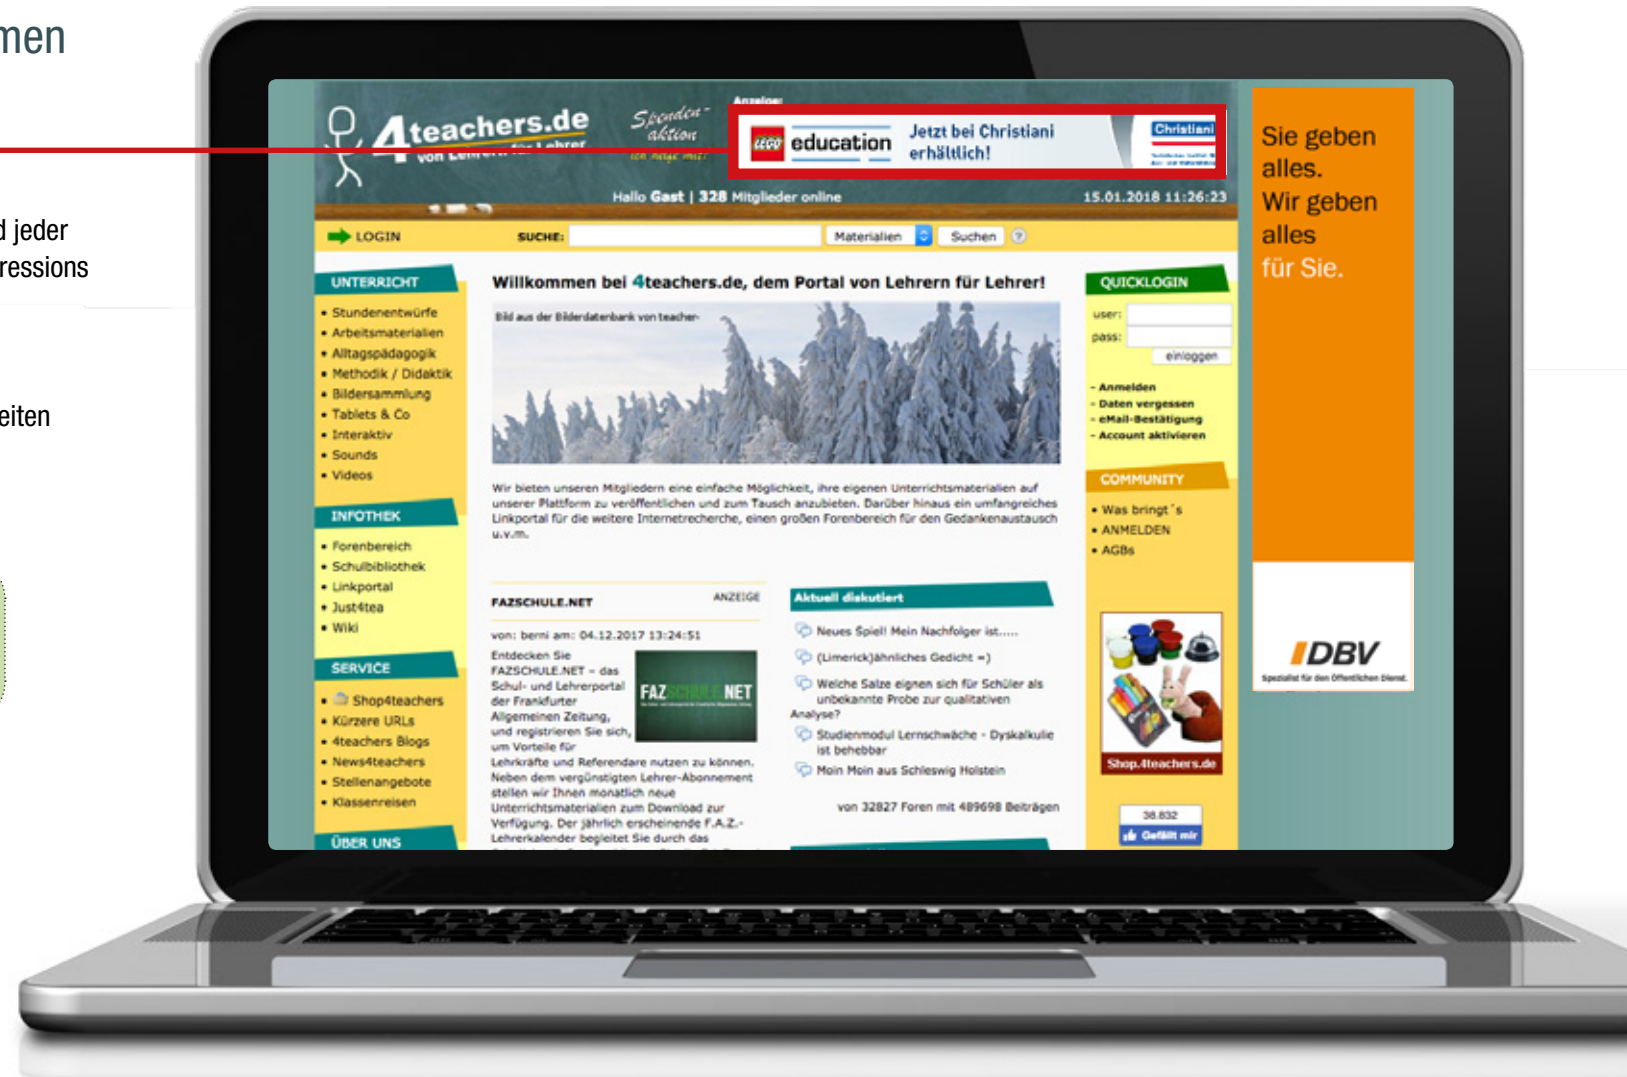 men
d jeder
ressions
eiten
4teachers.de
von Lehrern für Lehrer
Spenden-
aktion
ich mache mit!
Anzeige:
LEGO education
Jetzt bei Christiani
erhältlich!
Christiani
Hallo Gast | 328 Mitglieder online
15.01.2018 11:26:23
LOGIN
SUCHE:
Materialien
Suchen
?
UNTERRICHT
• Stundenentwürfe
• Arbeitsmaterialien
• Alltagspädagogik
• Methodik / Didaktik
• Bildersammlung
• Tablets & Co
• Interaktiv
• Sounds
• Videos
INFOTHEK
• Forenbereich
• Schulbibliothek
• Linkportal
• Just4tea
• Wiki
SERVICE
• Shop4teachers
• Kürzere URLs
• 4teachers Blogs
• News4teachers
• Stellenangebote
• Klassenreisen
ÜBER UNS
Willkommen bei 4teachers.de, dem Portal von Lehrern für Lehrer!
Bild aus der Bilderdatenbank von teacher-
Wir bieten unseren Mitgliedern eine einfache Möglichkeit, ihre eigenen Unterrichtsmaterialien auf
unserer Plattform zu veröffentlichen und zum Tausch anzubieten. Darüber hinaus ein umfangreiches
Linkportal für die weitere Internetrecherche, einen großen Forenbereich für den Gedankenaustausch
u.v.m.
FAZSCHULE.NET
ANZEIGE
von: berni am: 04.12.2017 13:24:51
Entdecken Sie
FAZSCHULE.NET – das
Schul- und Lehrerportal
der Frankfurter
Allgemeinen Zeitung,
und registrieren Sie sich,
um Vorteile für
Lehrkräfte und Referendare nutzen zu können.
Neben dem vergünstigten Lehrer-Abonnement
stellen wir Ihnen monatlich neue
Unterrichtsmaterialien zum Download zur
Verfügung. Der jährlich erscheinende F.A.Z.-
Lehrerkalender begleitet Sie durch das
FAZSCHULE.NET
Aktuell diskutiert
Neues Spiel! Mein Nachfolger ist.....
(Limerick)ähnliches Gedicht =)
Welche Salze eignen sich für Schüler als
unbekannte Probe zur qualitativen
Analyse?
Studienmodul Lernschwäche - Dyskalkulie
ist behebbar
Moin Moin aus Schleswig Holstein
von 32827 Foren mit 489698 Beiträgen
QUICKLOGIN
user:
pass:
einloggen
- Anmelden
- Daten vergessen
- eMail-Bestätigung
- Account aktivieren
COMMUNITY
• Was bringt´s
• ANMELDEN
• AGBs
Shop.4teachers.de
38.832
Gefällt mir
Sie geben
alles.
Wir geben
alles
für Sie.
DBV
Spezialist für den Öffentlichen Dienst.